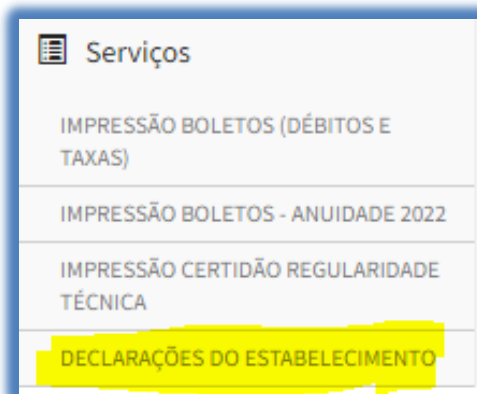 Serviços
IMPRESSÃO BOLETOS (DÉBITOS E
TAXAS)
IMPRESSÃO BOLETOS - ANUIDADE 2022
IMPRESSÃO CERTIDÃO REGULARIDADE
TÉCNICA
DECLARAÇÕES DO ESTABELECIMENTO